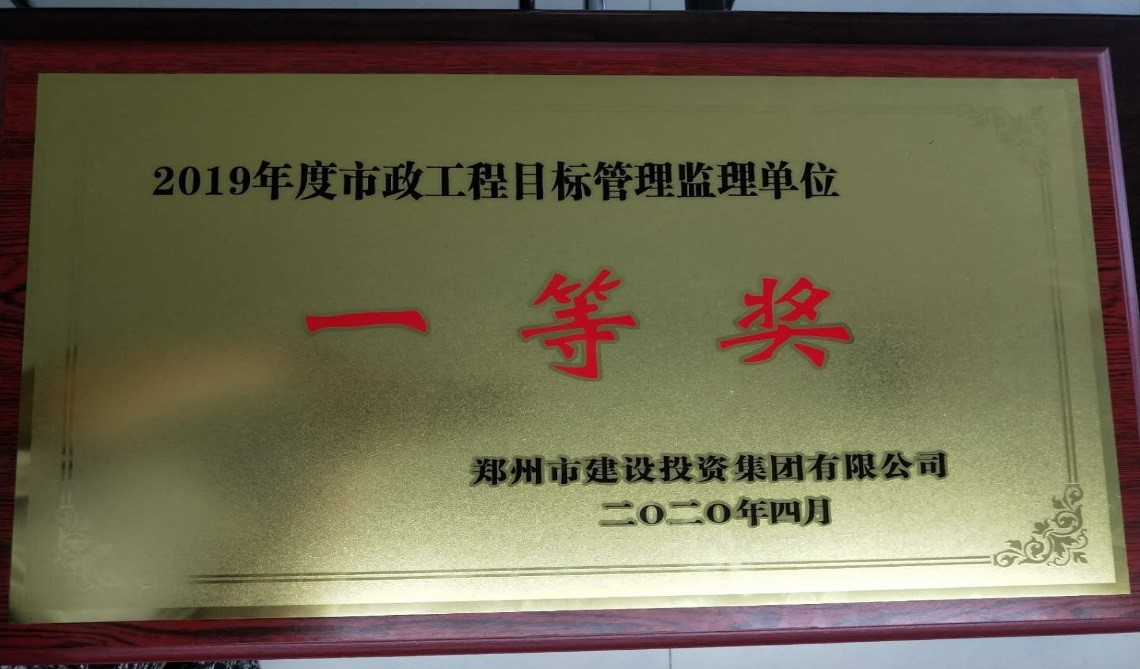 2019年度市政工程目标管理监理单位
一等奖
郑州市建设投资集团有限公司
二〇二〇年四月